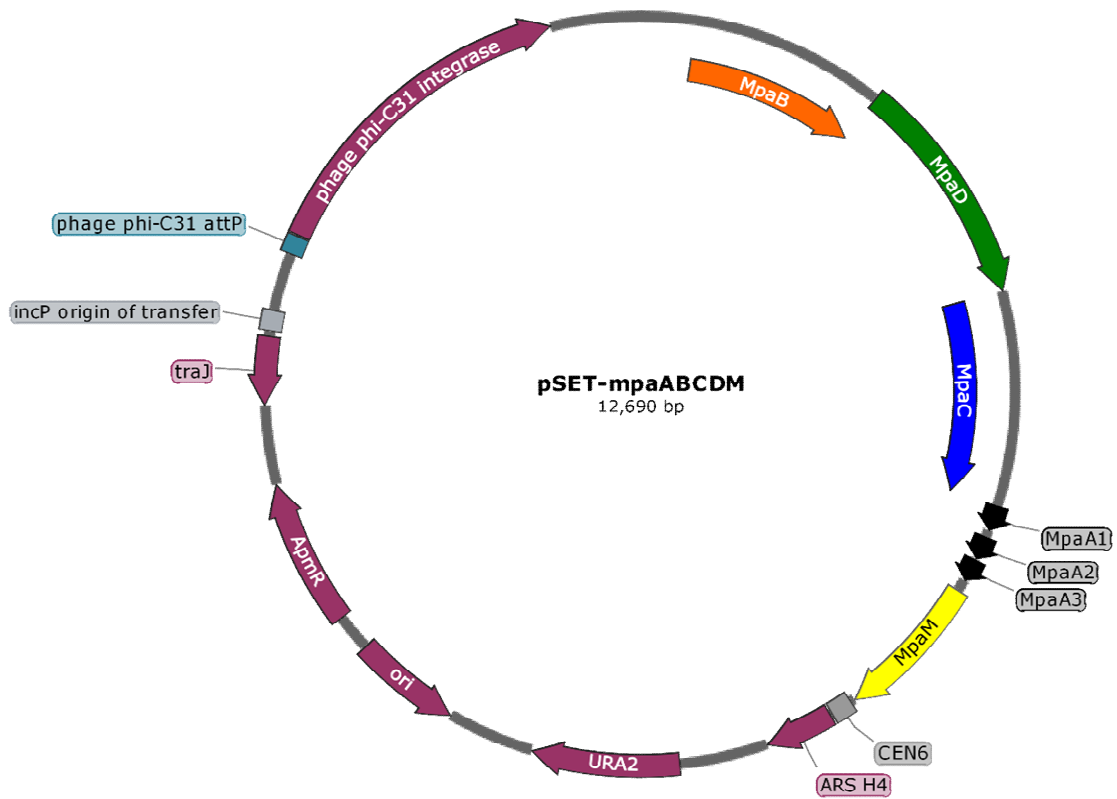 phage phi-C31 integrase
MpaB
MpaD
phage phi-C31 attP
incP origin of transfer
traJ
pSET-mpaABCDM
12,690 bp
MpaC
MpaA1
MpaA2
MpaA3
ApmR
MpaM
ori
CEN6
URA2
ARS H4